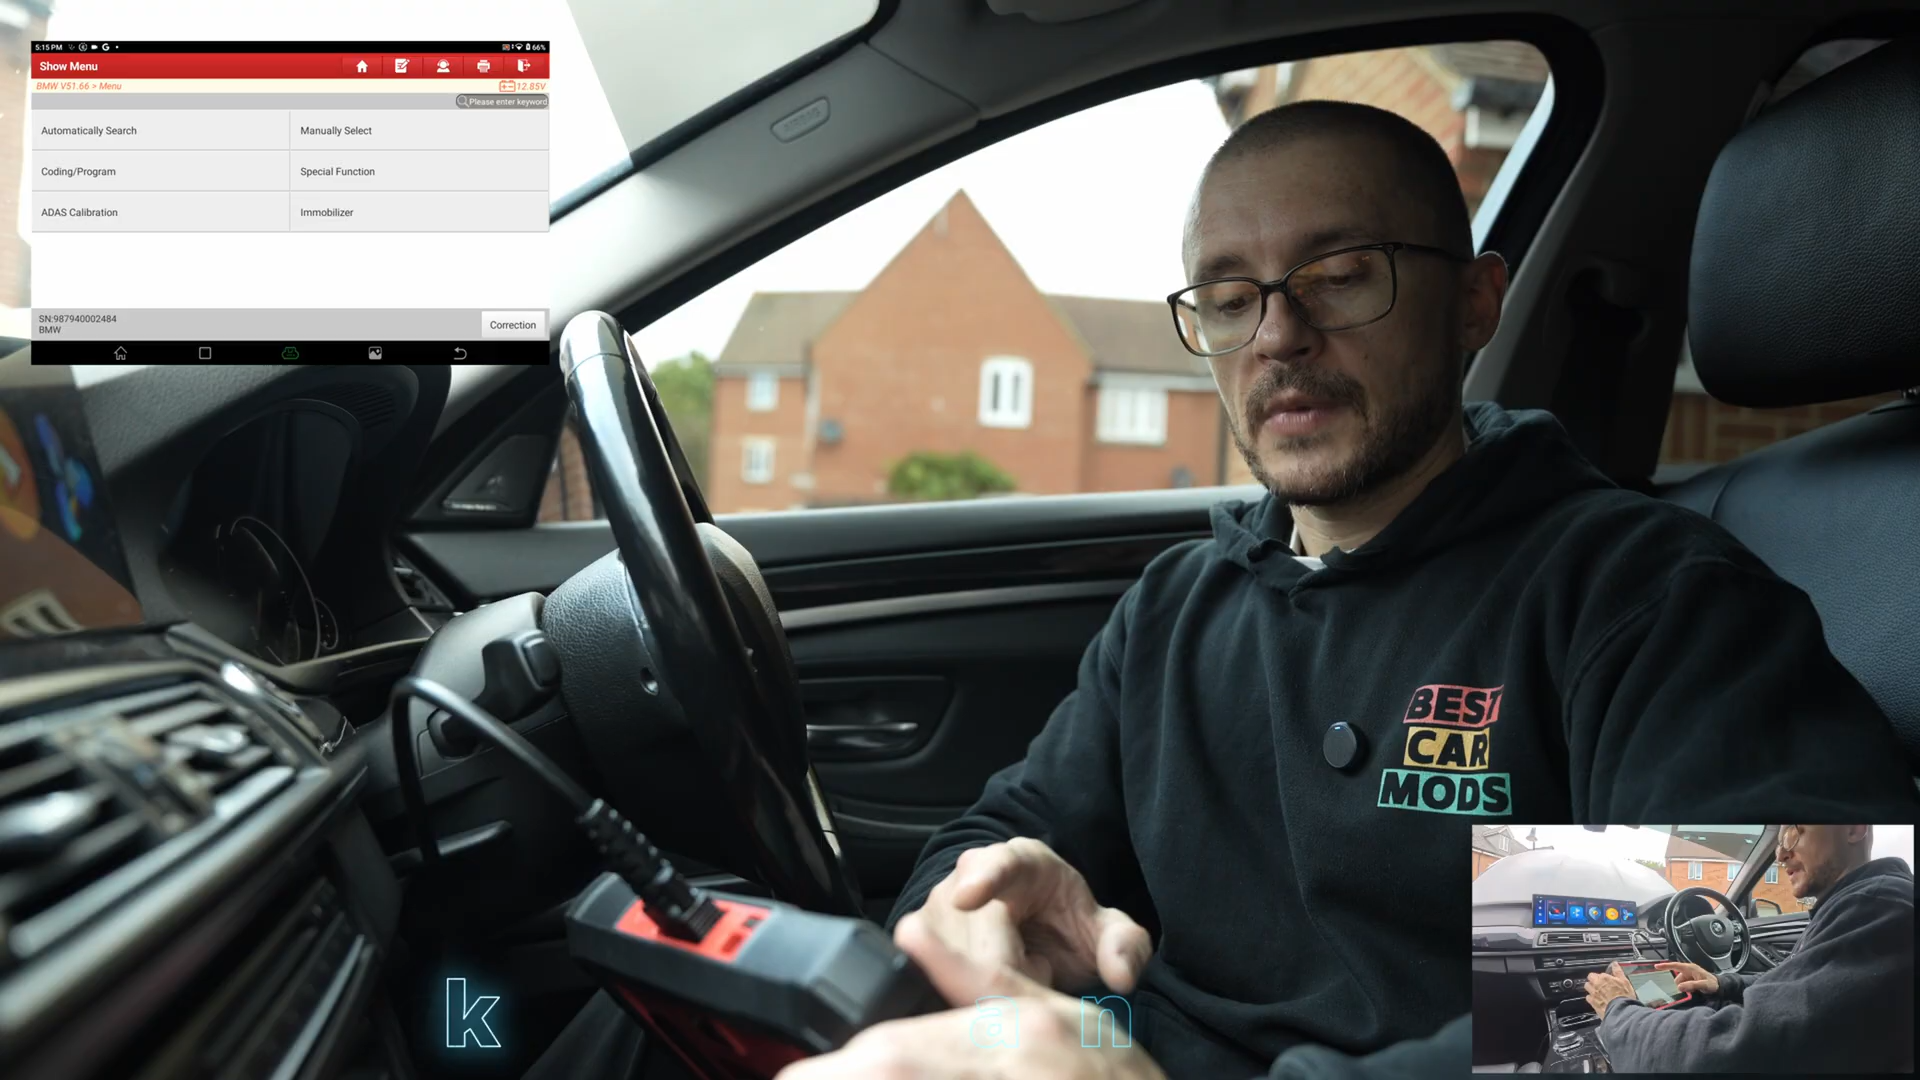 5:15 PM
66%
Show Menu
BMW V51.66 > Menu
12.85V
Please enter keyword
Automatically Search
Manually Select
Coding/Program
Special Function
ADAS Calibration
Immobilizer
SN:987940002484
BMW
Correction
AIRBAG
BEST
CAR
MODS
k a n